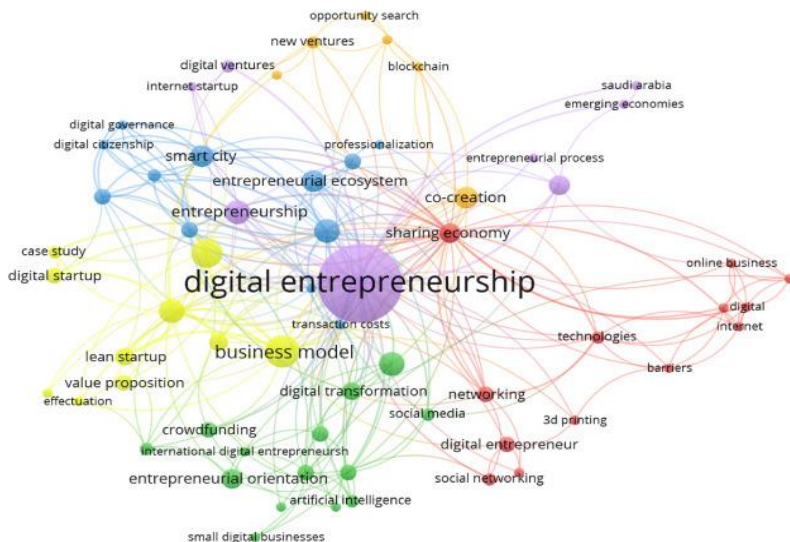 opportunity search
new ventures
digital ventures
blockchain
internet startup
saudi arabia
emerging economies
digital governance
digital citizenship
professionalization
smart city
entrepreneurial process
entrepreneurial ecosystem
co-creation
entrepreneurship
sharing economy
case study
digital startup
online business
digital entrepreneurship
digital
transaction costs
internet
technologies
lean startup
business model
barriers
value proposition
digital transformation
networking
effectuation
social media
3d printing
crowdfunding
digital entrepreneur
international digital entrepreneursh
entrepreneurial orientation
social networking
artificial intelligence
small digital businesses